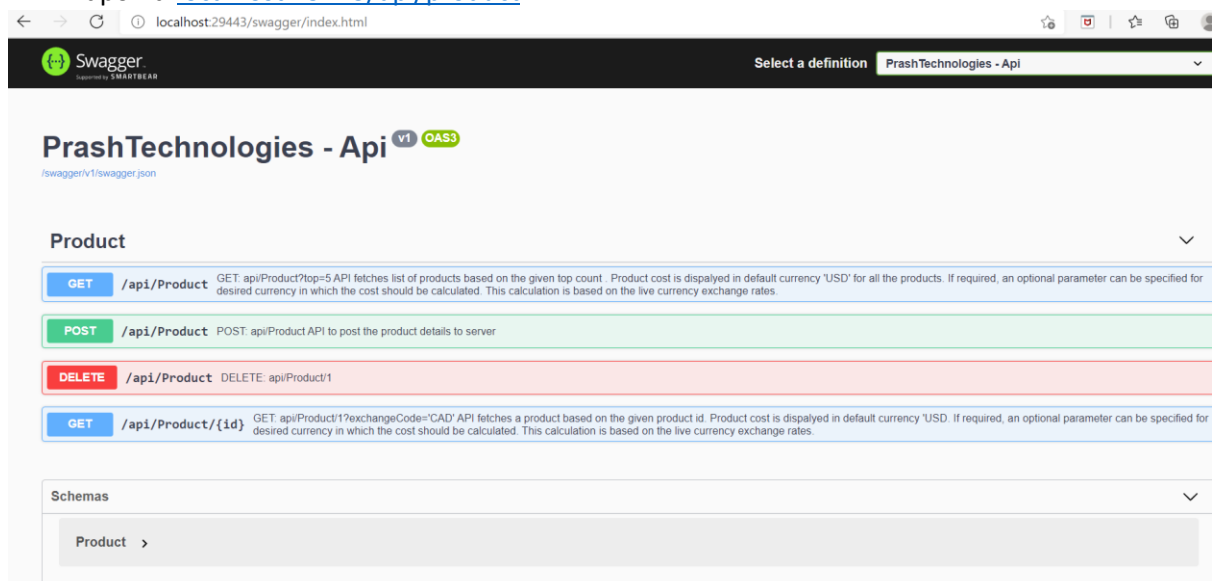 localhost:29443/swagger/index.html
Swagger.
Supported by SMARTBEAR
Select a definition
PrashTechnologies - Api
PrashTechnologies - Api v1 OAS3
/swagger/v1/swagger.json
Product
GET /api/Product GET: api/Product?top=5 API fetches list of products based on the given top count . Product cost is dispalyed in default currency 'USD' for all the products. If required, an optional parameter can be specified for
desired currency in which the cost should be calculated. This calculation is based on the live currency exchange rates.
POST /api/Product POST: api/Product API to post the product details to server
DELETE /api/Product DELETE: api/Product/1
GET /api/Product/{id} GET: api/Product/1?exchangeCode='CAD' API fetches a product based on the given product id. Product cost is dispalyed in default currency 'USD. If required, an optional parameter can be specified for
desired currency in which the cost should be calculated. This calculation is based on the live currency exchange rates.
Schemas
Product